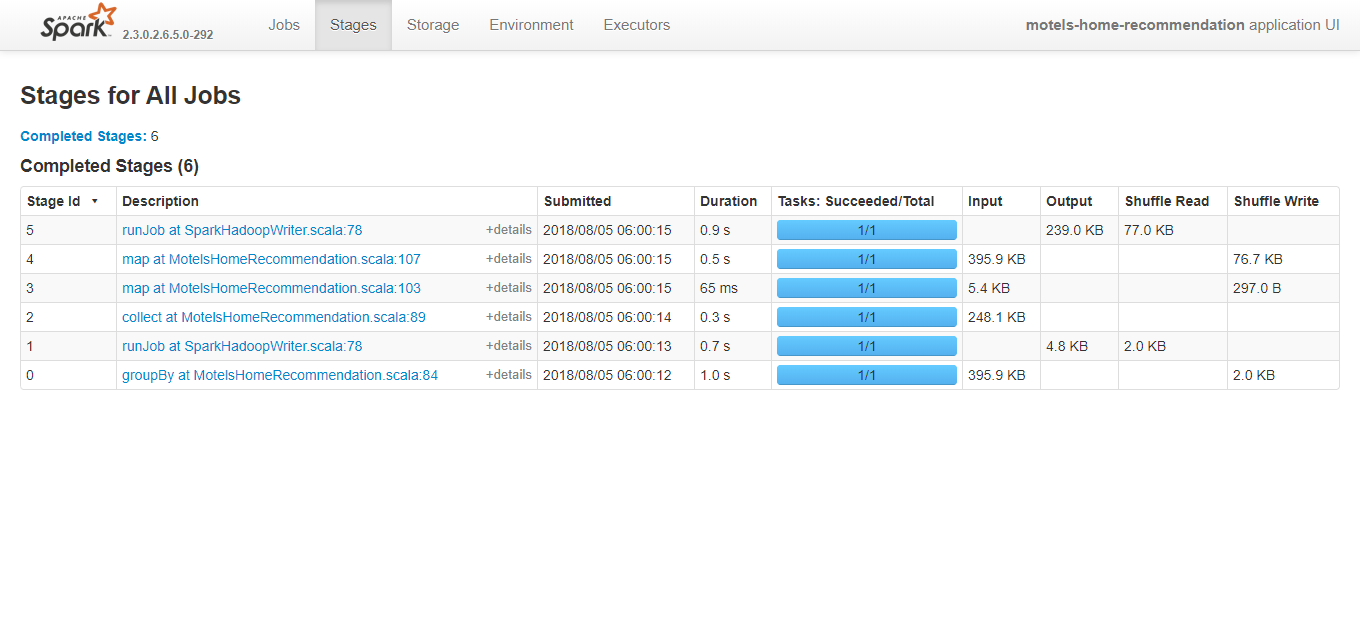 APACHE
Spark 2.3.0.2.6.5.0-292 Jobs Stages Storage Environment Executors motels-home-recommendation application UI
Stages for All Jobs
Completed Stages: 6
Completed Stages (6)
Stage Id ▾ Description Submitted Duration Tasks: Succeeded/Total Input Output Shuffle Read Shuffle Write
5 runJob at SparkHadoopWriter.scala:78 +details 2018/08/05 06:00:15 0.9 s 1/1 239.0 KB 77.0 KB
4 map at MotelsHomeRecommendation.scala:107 +details 2018/08/05 06:00:15 0.5 s 1/1 395.9 KB 76.7 KB
3 map at MotelsHomeRecommendation.scala:103 +details 2018/08/05 06:00:15 65 ms 1/1 5.4 KB 297.0 B
2 collect at MotelsHomeRecommendation.scala:89 +details 2018/08/05 06:00:14 0.3 s 1/1 248.1 KB
1 runJob at SparkHadoopWriter.scala:78 +details 2018/08/05 06:00:13 0.7 s 1/1 4.8 KB 2.0 KB
0 groupBy at MotelsHomeRecommendation.scala:84 +details 2018/08/05 06:00:12 1.0 s 1/1 395.9 KB 2.0 KB